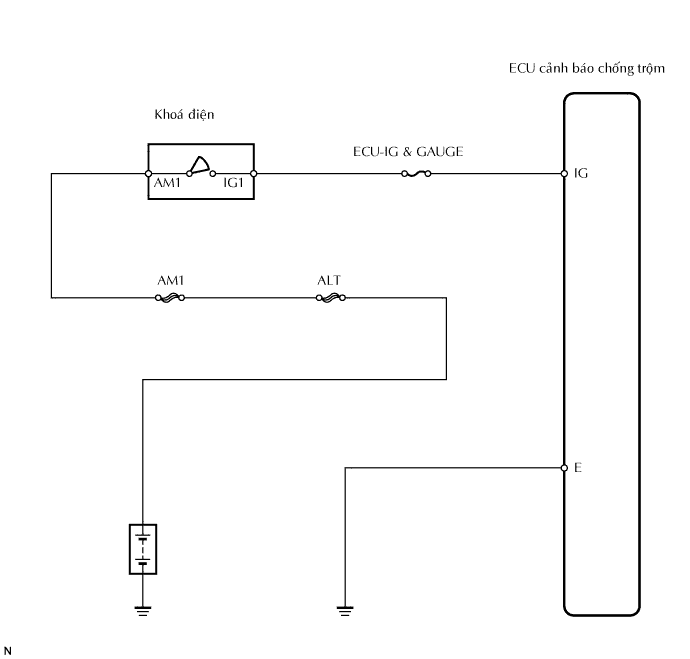 ECU cảnh báo chống trộm
Khoá điện
ECU-IG & GAUGE
AM1
IG1
IG
AM1
ALT
E
N